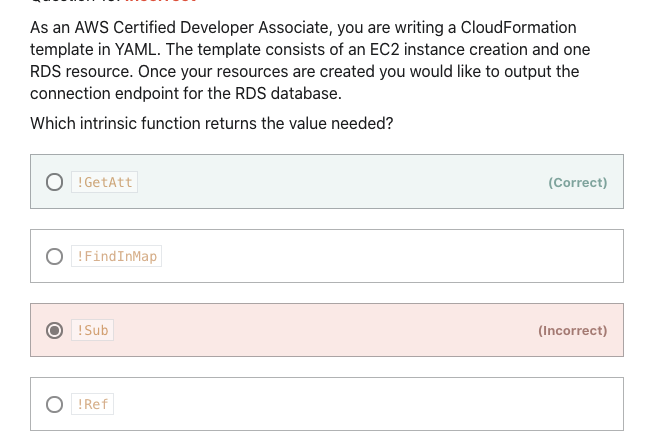 As an AWS Certified Developer Associate, you are writing a CloudFormation
template in YAML. The template consists of an EC2 instance creation and one
RDS resource. Once your resources are created you would like to output the
connection endpoint for the RDS database.
Which intrinsic function returns the value needed?
!GetAtt (Correct)
!FindInMap
!Sub (Incorrect)
!Ref